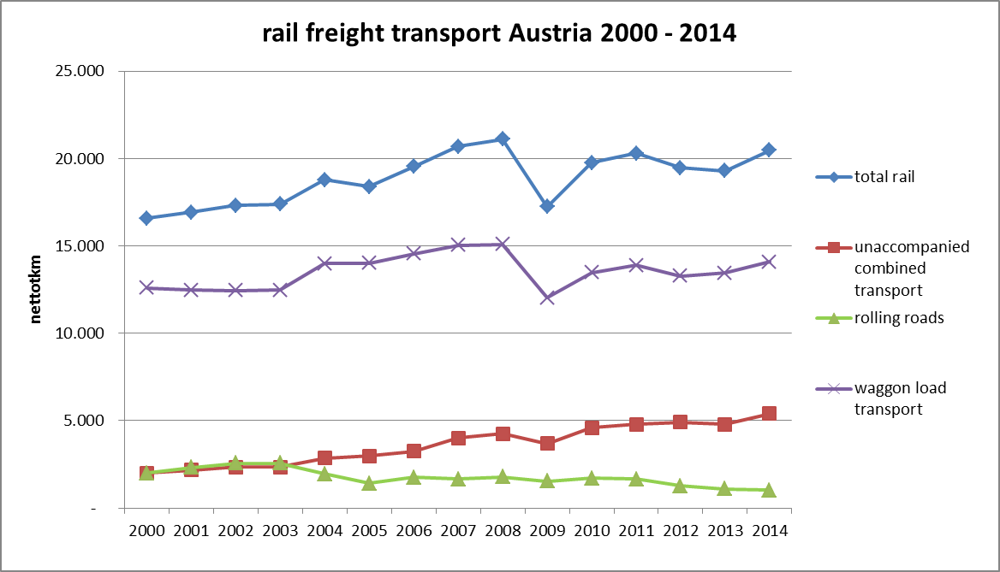 rail freight transport Austria 2000 - 2014
25.000
20.000
15.000
10.000
5.000
-
nettotkm
2000 2001 2002 2003 2004 2005 2006 2007 2008 2009 2010 2011 2012 2013 2014
total rail
unaccompanied
combined
transport
rolling roads
waggon load
transport